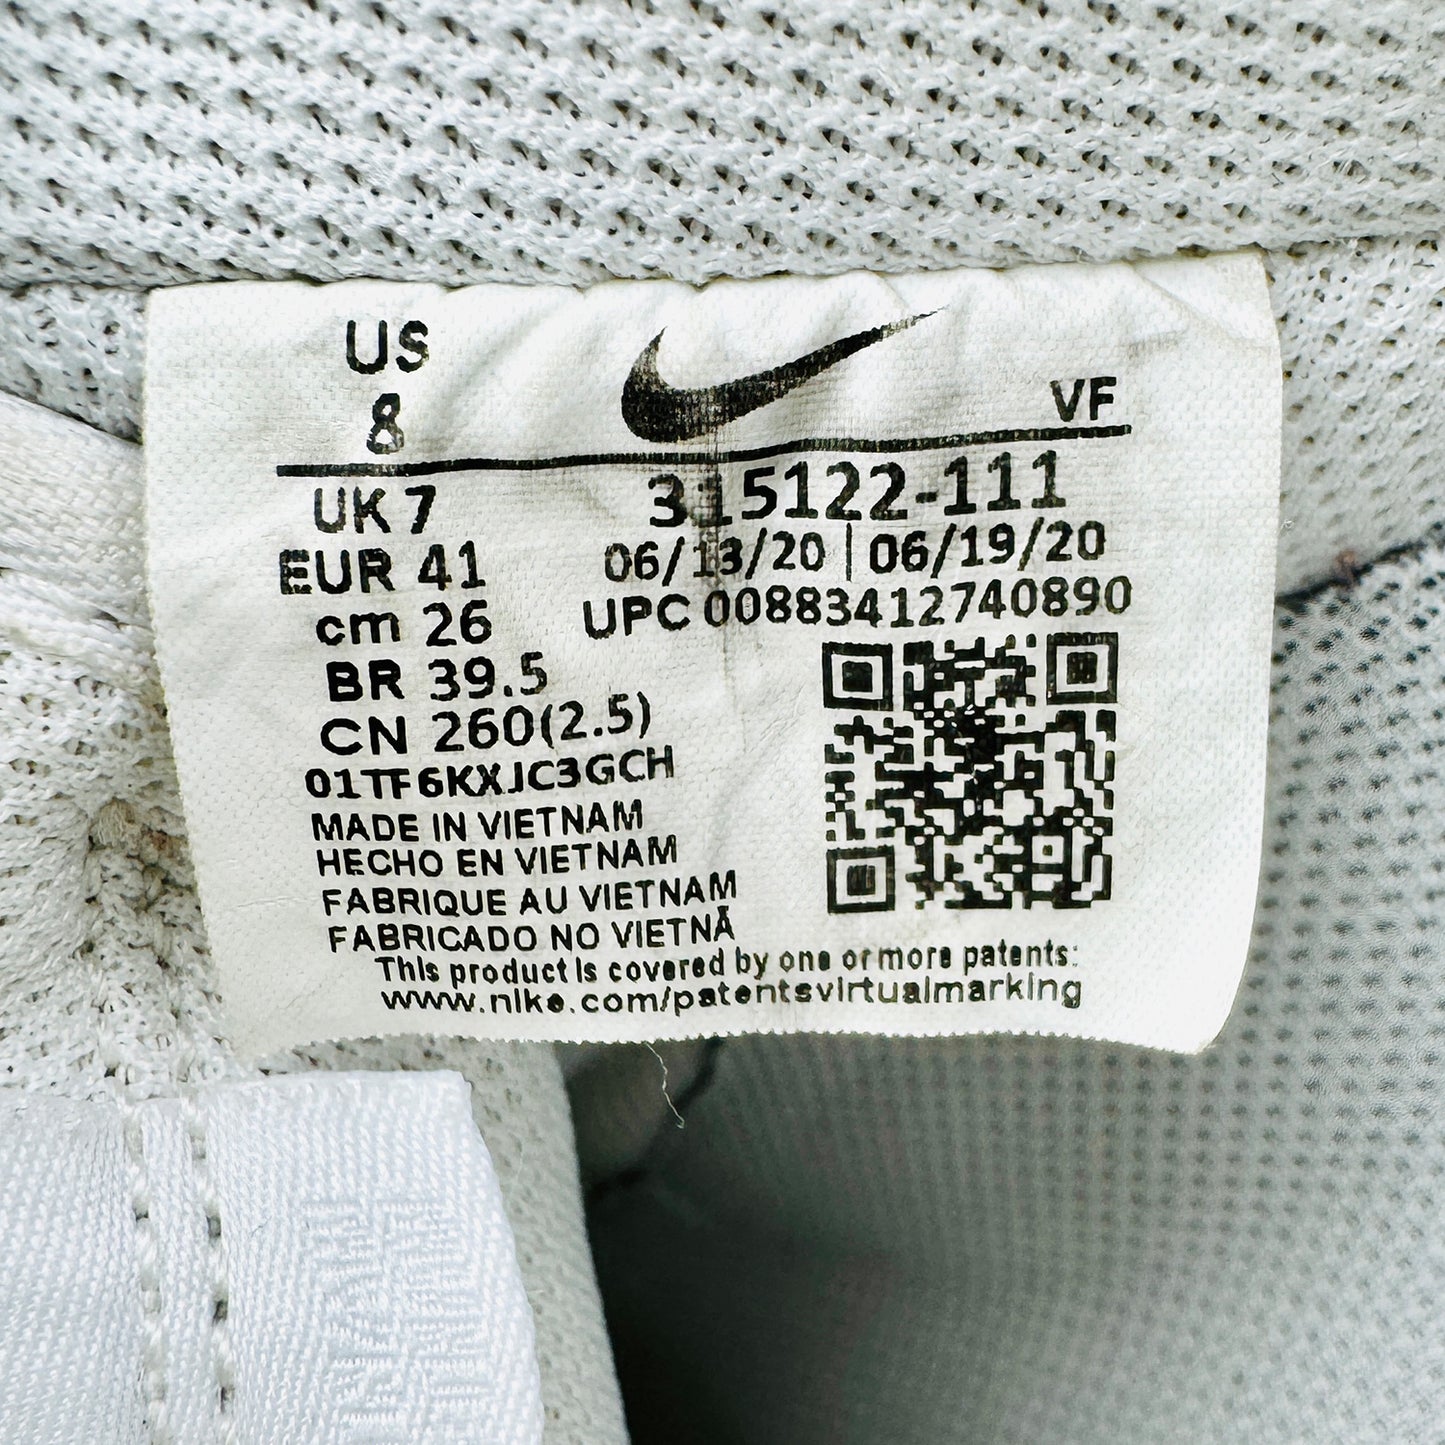 US
8
VF
UK 7
EUR 41
cm 26
BR 39.5
CN 260(2.5)
315122-111
06/13/20 | 06/19/20
UPC 00883412740890
01TF6KXJC3GCH
MADE IN VIETNAM
HECHO EN VIETNAM
FABRIQUE AU VIETNAM
FABRICADO NO VIETNÃ
This product is covered by one or more patents:
www.nike.com/patentsvirtualmarking